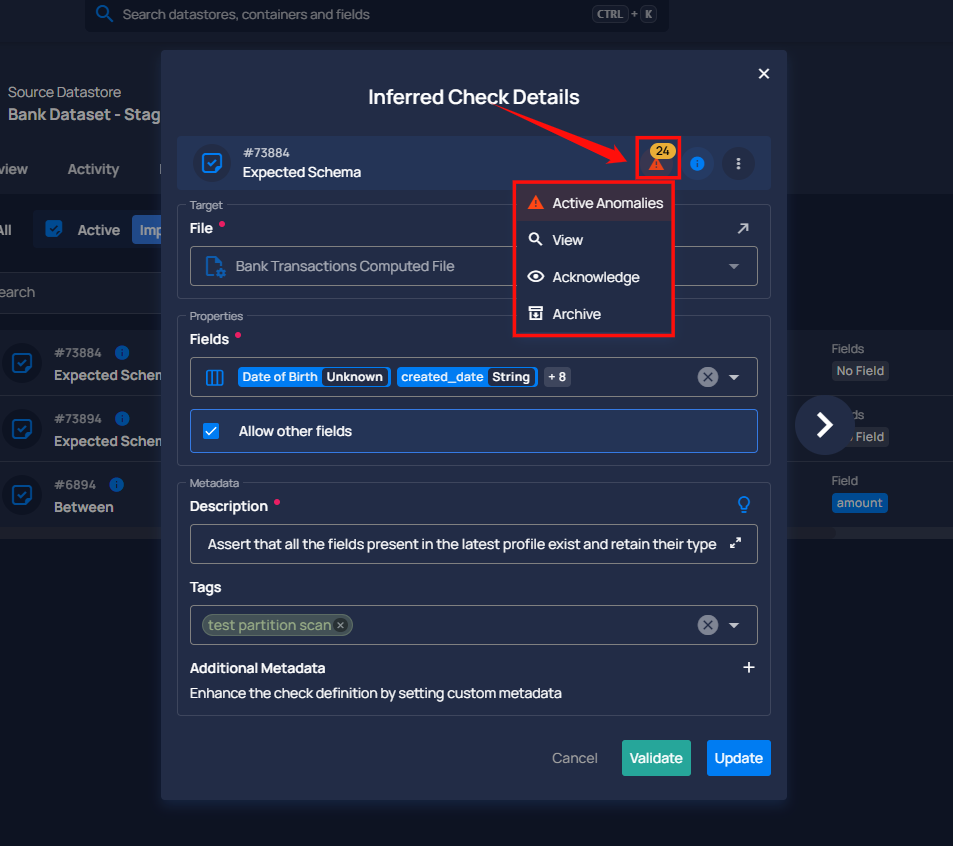 Search datastores, containers and fields
CTRL + K
Source Datastore
Bank Dataset - Stag
view
Activity
All
Active
Imp
earch
#73884
Expected Schem
#73894
Expected Schem
#6894
Between
Inferred Check Details
#73884
Expected Schema
24
Active Anomalies
View
Acknowledge
Archive
Target
File
Bank Transactions Computed File
Properties
Fields
Date of Birth Unknown created_date String + 8
Allow other fields
Metadata
Description
Assert that all the fields present in the latest profile exist and retain their type
Tags
test partition scan
Additional Metadata
Enhance the check definition by setting custom metadata
Cancel
Validate
Update
Fields
No Field
ds
Field
Field
amount